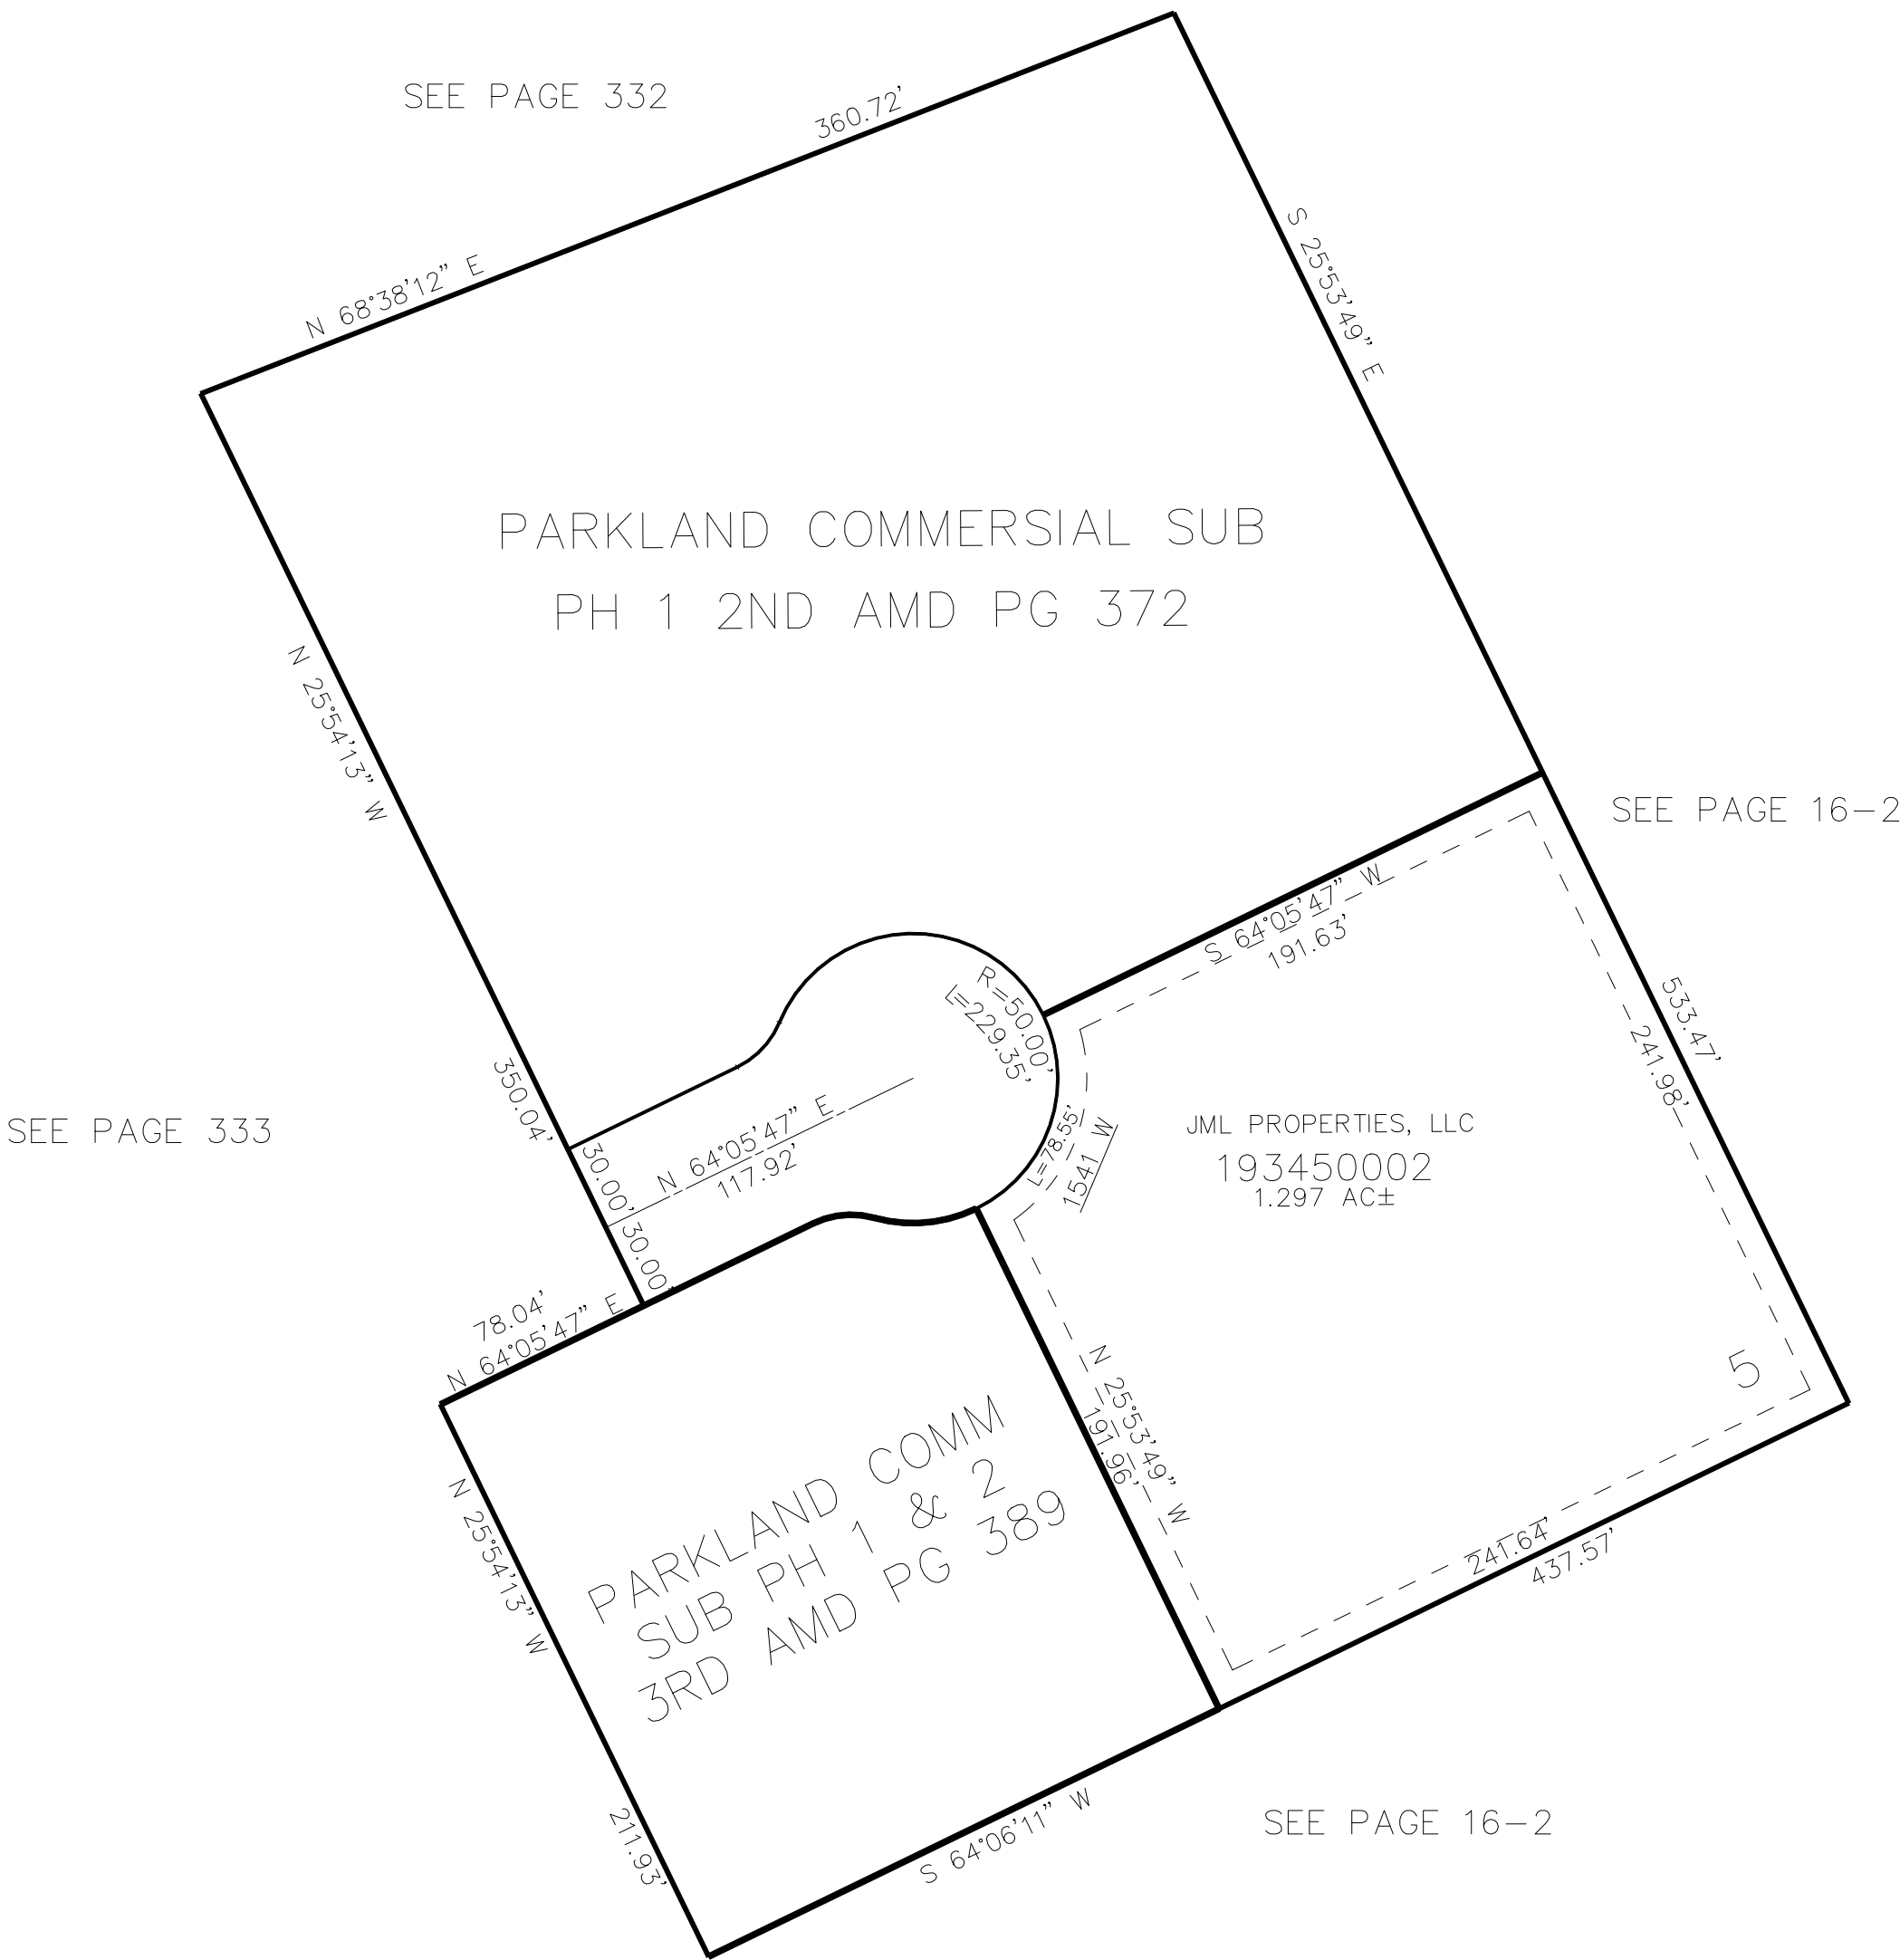 SEE PAGE 332
360.72'
N 68°38'12" E
S 25°53'49" E
PARKLAND COMMERSIAL SUB
PH 1 2ND AMD PG 372
N 25°54'13" W
SEE PAGE 16-2
S 64°05'47" W
191.63'
R=50.00'
L=229.35'
533.47'
241.98'
350.04'
SEE PAGE 333
N 64°05'47" E
117.92'
30.00'
30.00'
L=78.55'
1541 W
JML PROPERTIES, LLC
193450002
1.297 AC±
78.04'
N 64°05'47" E
N 25°53'49" W
191.96'
5
PARKLAND COMM
SUB PH 1 & 2
3RD AMD PG 389
N 25°54'13" W
241.64'
437.57'
211.93'
S 64°06'11" W
SEE PAGE 16-2